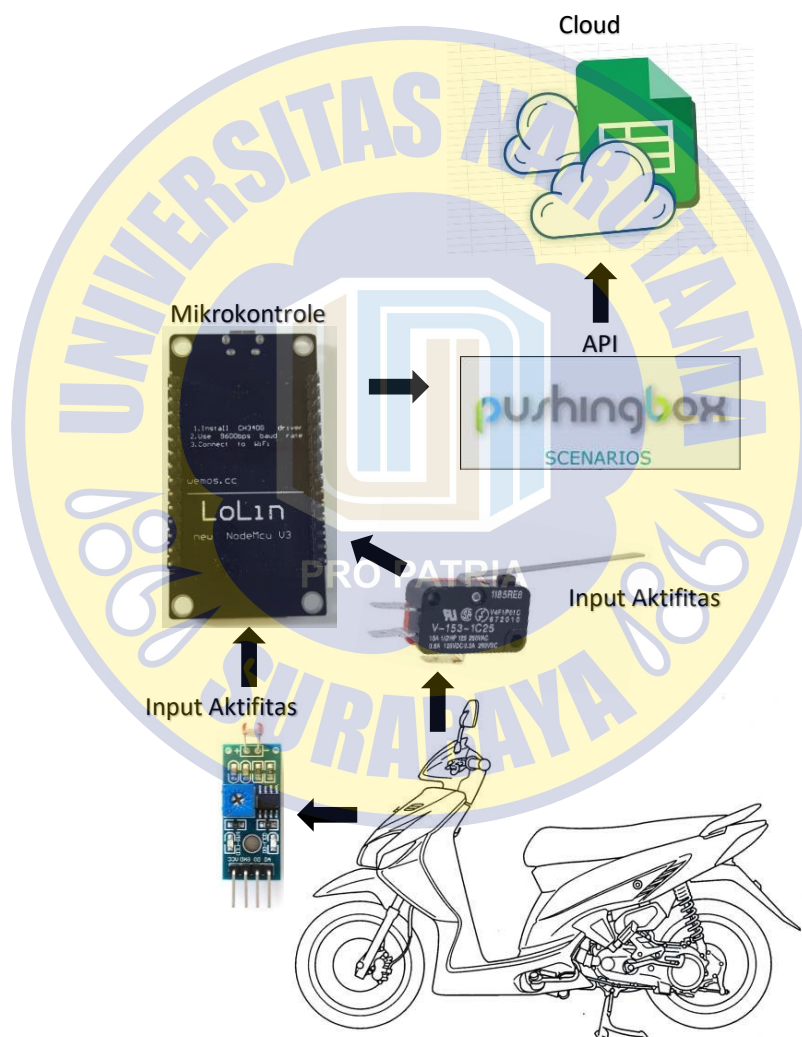 Cloud
UNIVERSITAS NAROTAMA
Mikrokontrole
API
pushingbox
SCENARIOS
1.Install CH340G driver
2.Use 9600bps baud rate
3.Connect to WiFi
wemos.cc
LoLin
new NodeMcu V3
PRO PATRIA
1185RE6
V-153-1C25
Input Aktifitas
Input Aktifitas
SURABAYA